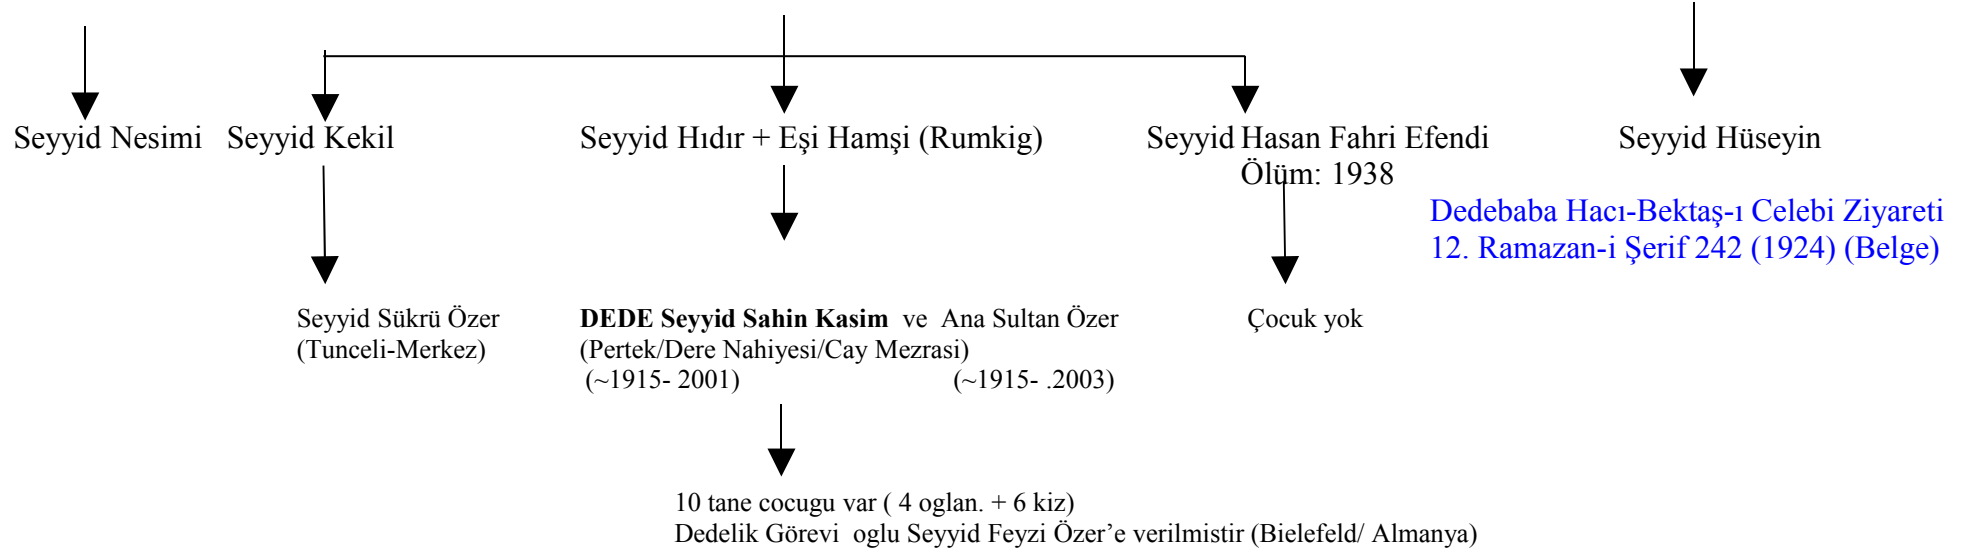 Seyyid Nesimi Seyyid Kekil Seyyid Hıdır + Eşi Hamşi (Rumkig) Seyyid Hasan Fahri Efendi Seyyid Hüseyin
Ölüm: 1938
Dedebaba Hacı-Bektaş-ı Celebi Ziyareti
12. Ramazan-i Şerif 242 (1924) (Belge)
Seyyid Sükrü Özer
(Tunceli-Merkez)
DEDE Seyyid Sahin Kasim ve Ana Sultan Özer
(Pertek/Dere Nahiyesi/Cay Mezrasi)
(~1915- 2001) (~1915- .2003)
Çocuk yok
10 tane cocugu var ( 4 oglan. + 6 kiz)
Dedelik Görevi oglu Seyyid Feyzi Özer’e verilmistir (Bielefeld/ Almanya)